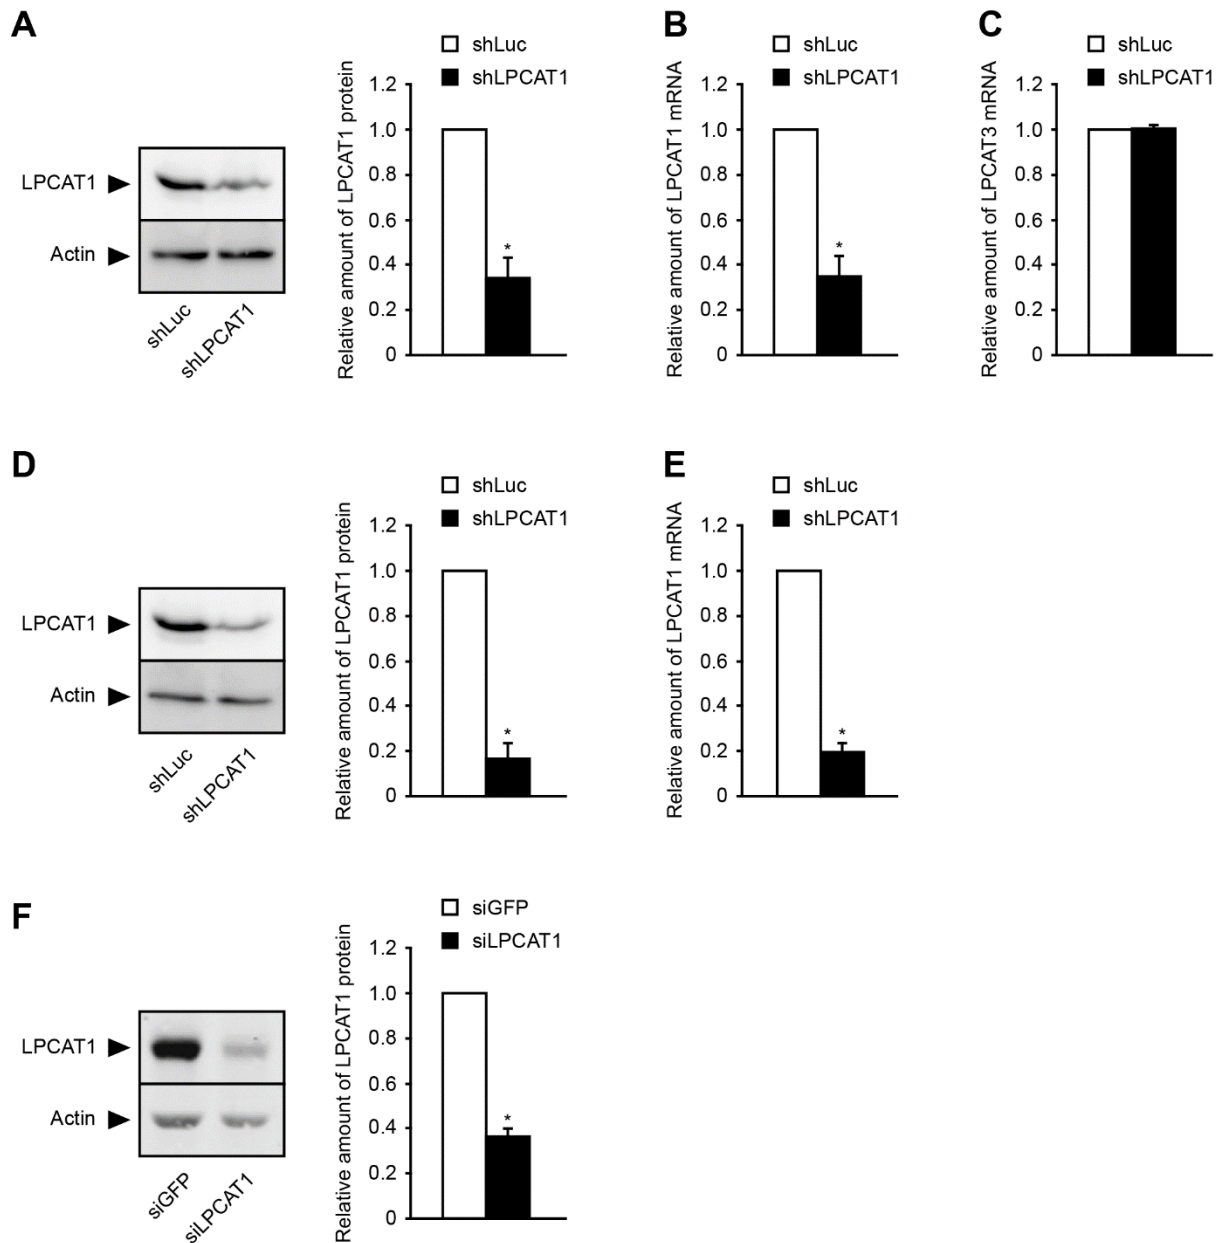 A
LPCAT1
Actin
shLuc
shLPCAT1
shLuc
shLPCAT1
Relative amount of LPCAT1 protein
1.2
1.0
0.8
0.6
0.4
0.2
0
*
B
shLuc
shLPCAT1
Relative amount of LPCAT1 mRNA
1.2
1.0
0.8
0.6
0.4
0.2
0
*
C
shLuc
shLPCAT1
Relative amount of LPCAT3 mRNA
1.2
1.0
0.8
0.6
0.4
0.2
0
D
LPCAT1
Actin
shLuc
shLPCAT1
shLuc
shLPCAT1
Relative amount of LPCAT1 protein
1.2
1.0
0.8
0.6
0.4
0.2
0
*
E
shLuc
shLPCAT1
Relative amount of LPCAT1 mRNA
1.2
1.0
0.8
0.6
0.4
0.2
0
*
F
LPCAT1
Actin
siGFP
siLPCAT1
siGFP
siLPCAT1
Relative amount of LPCAT1 protein
1.2
1.0
0.8
0.6
0.4
0.2
0
*